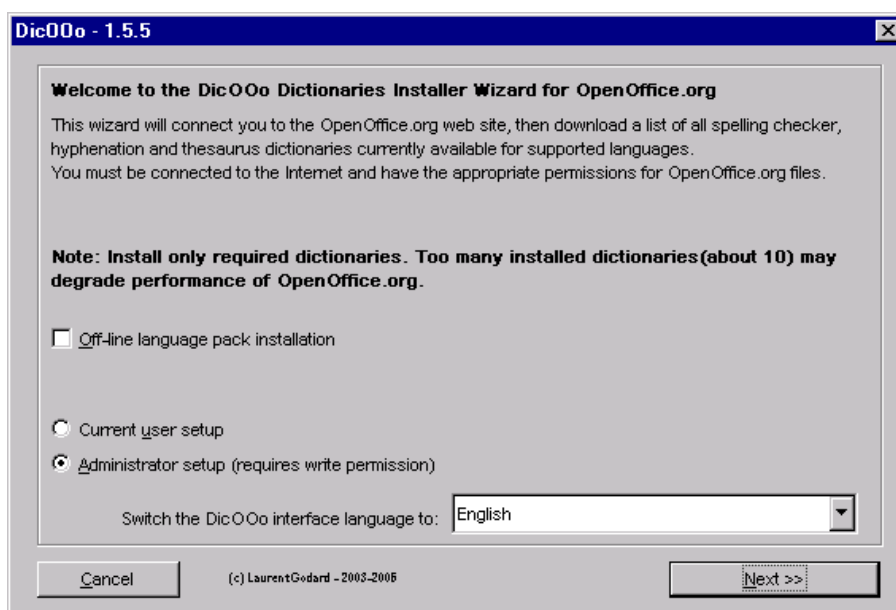 DicOOo - 1.5.5
Welcome to the DicOOo Dictionaries Installer Wizard for OpenOffice.org
This wizard will connect you to the OpenOffice.org web site, then download a list of all spelling checker,
hyphenation and thesaurus dictionaries currently available for supported languages.
You must be connected to the Internet and have the appropriate permissions for OpenOffice.org files.
Note: Install only required dictionaries. Too many installed dictionaries(about 10) may
degrade performance of OpenOffice.org.
Off-line language pack installation
Current user setup
Administrator setup (requires write permission)
Switch the DicOOo interface language to: English
Cancel (c) Laurent Godard - 2003-2005 Next >>